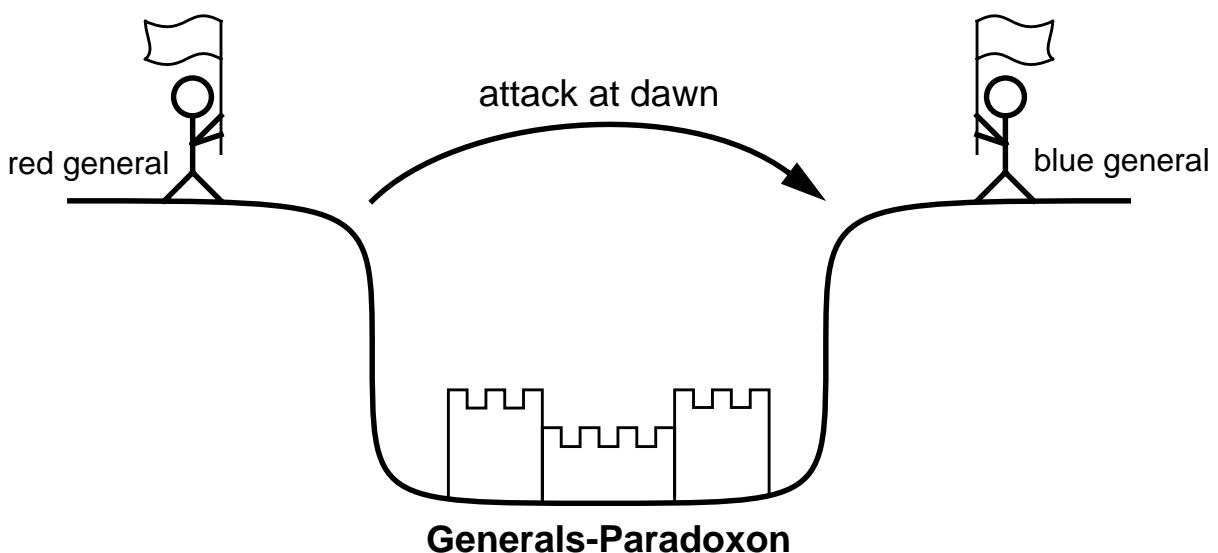 attack at dawn
red general
blue general
Generals-Paradoxon